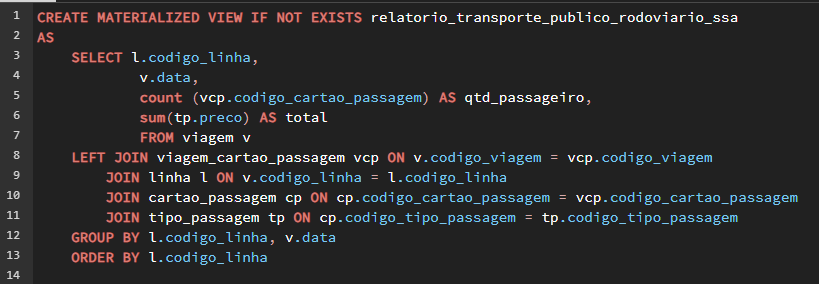 1 CREATE MATERIALIZED VIEW IF NOT EXISTS relatorio_transporte_publico_rodoviario_ssa
2 AS
3 SELECT l.codigo_linha,
4 v.data,
5 count (vcp.codigo_cartao_passagem) AS qtd_passageiro,
6 sum(tp.preco) AS total
7 FROM viagem v
8 LEFT JOIN viagem_cartao_passagem vcp ON v.codigo_viagem = vcp.codigo_viagem
9 JOIN linha l ON v.codigo_linha = l.codigo_linha
10 JOIN cartao_passagem cp ON cp.codigo_cartao_passagem = vcp.codigo_cartao_passagem
11 JOIN tipo_passagem tp ON cp.codigo_tipo_passagem = tp.codigo_tipo_passagem
12 GROUP BY l.codigo_linha, v.data
13 ORDER BY l.codigo_linha
14